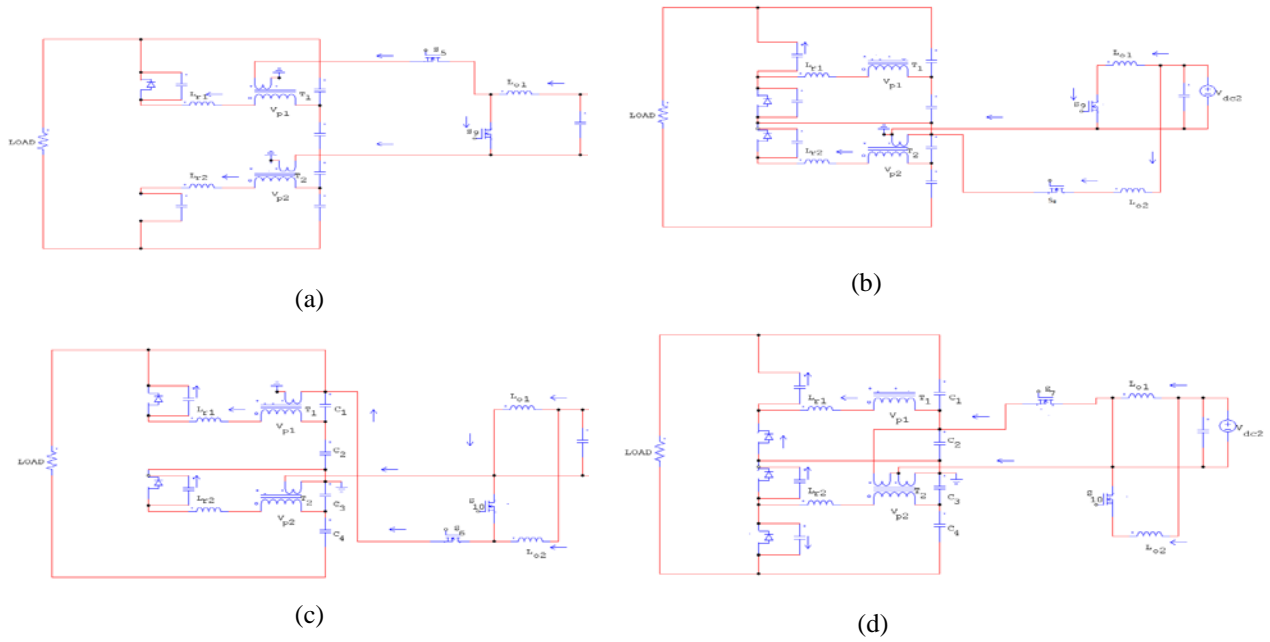 S5
Lo1
Lr1
T1
Vp1
S9
LOAD
Lr2
T2
Vp2
(a)
Lo1
Lr1
T1
Vp1
S9
Vdc2
LOAD
Lr2
T2
Vp2
S4
Lo2
(b)
Lo1
Lr1
T1
C1
Vp1
C2
LOAD
Lr2
T2
C3
Vp2
S10
C4
S6
Lo2
(c)
S7
Lo1
Lr1
T1
C1
Vp1
C2
Vdc2
LOAD
Lr2
T2
C3
Vp2
S10
C4
Lo2
(d)